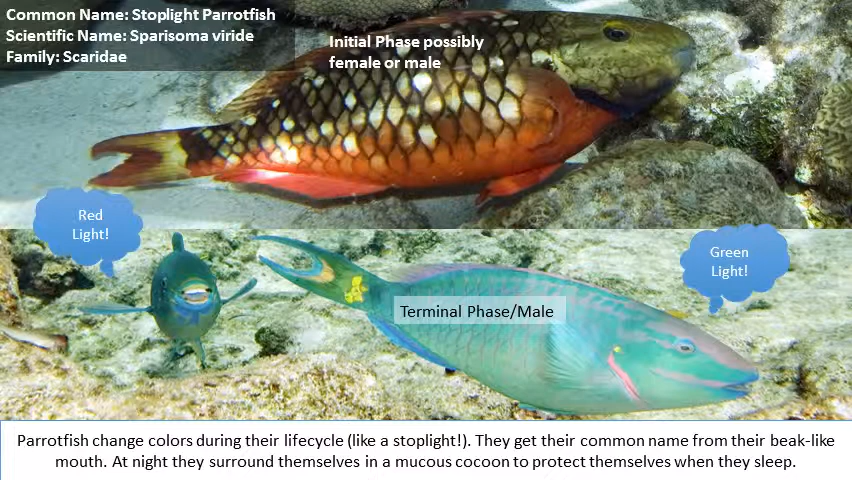 Common Name: Stoplight Parrotfish
Scientific Name: Sparisoma viride
Family: Scaridae
Initial Phase possibly
female or male
Red
Light!
Green
Light!
Terminal Phase/Male
Parrotfish change colors during their lifecycle (like a stoplight!). They get their common name from their beak-like
mouth. At night they surround themselves in a mucous cocoon to protect themselves when they sleep.